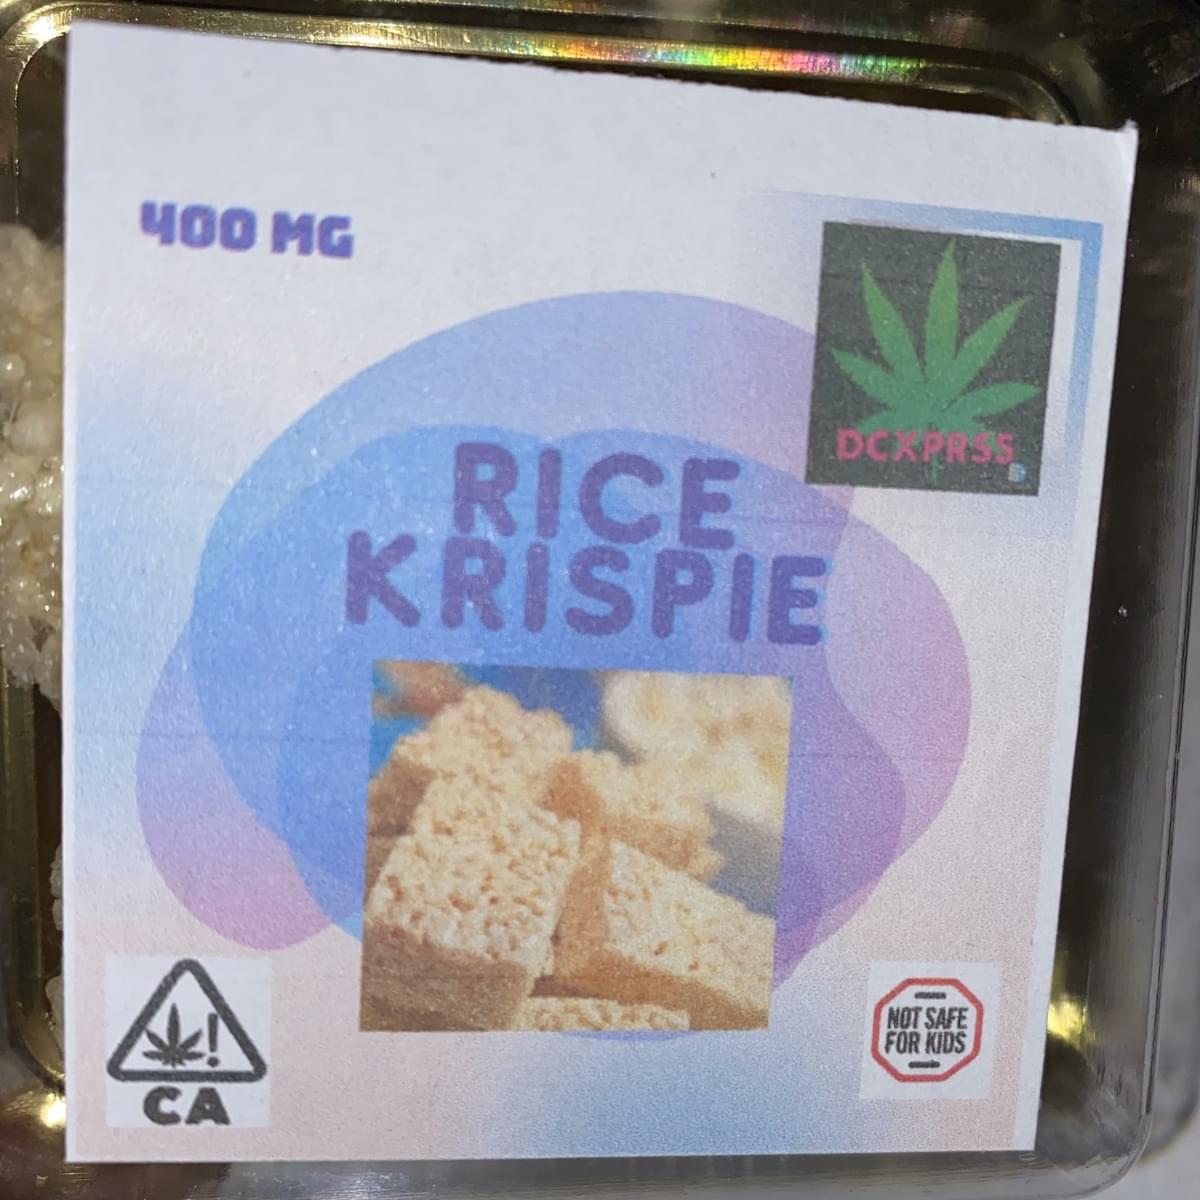 400 MG
DCXPRSS
RICE
KRISPIE
CA
NOT SAFE
FOR KIDS